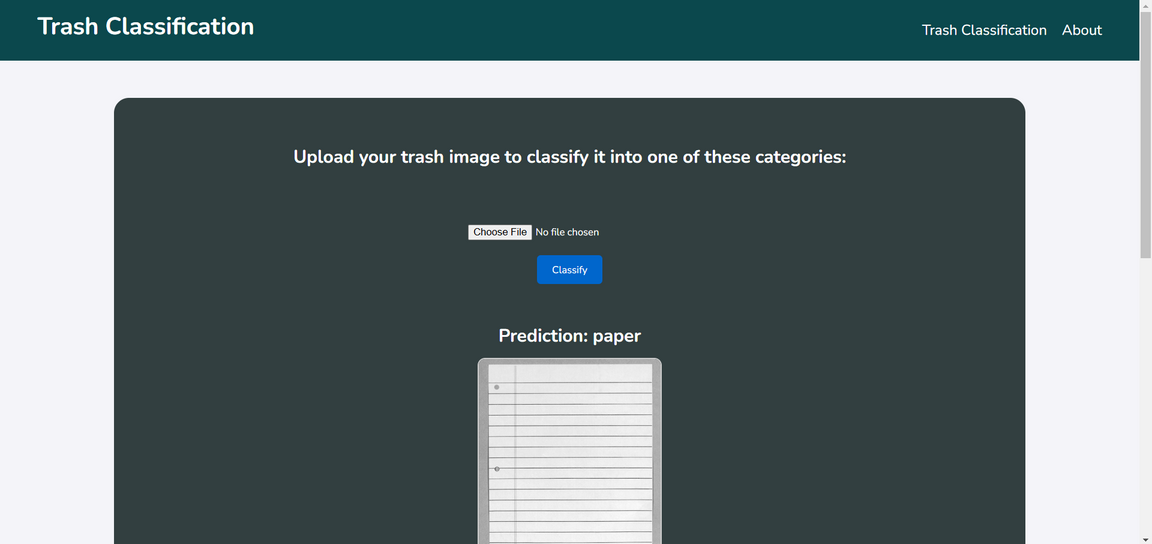 Trash Classification
Trash Classification About
Upload your trash image to classify it into one of these categories:
Choose File No file chosen
Classify
Prediction: paper